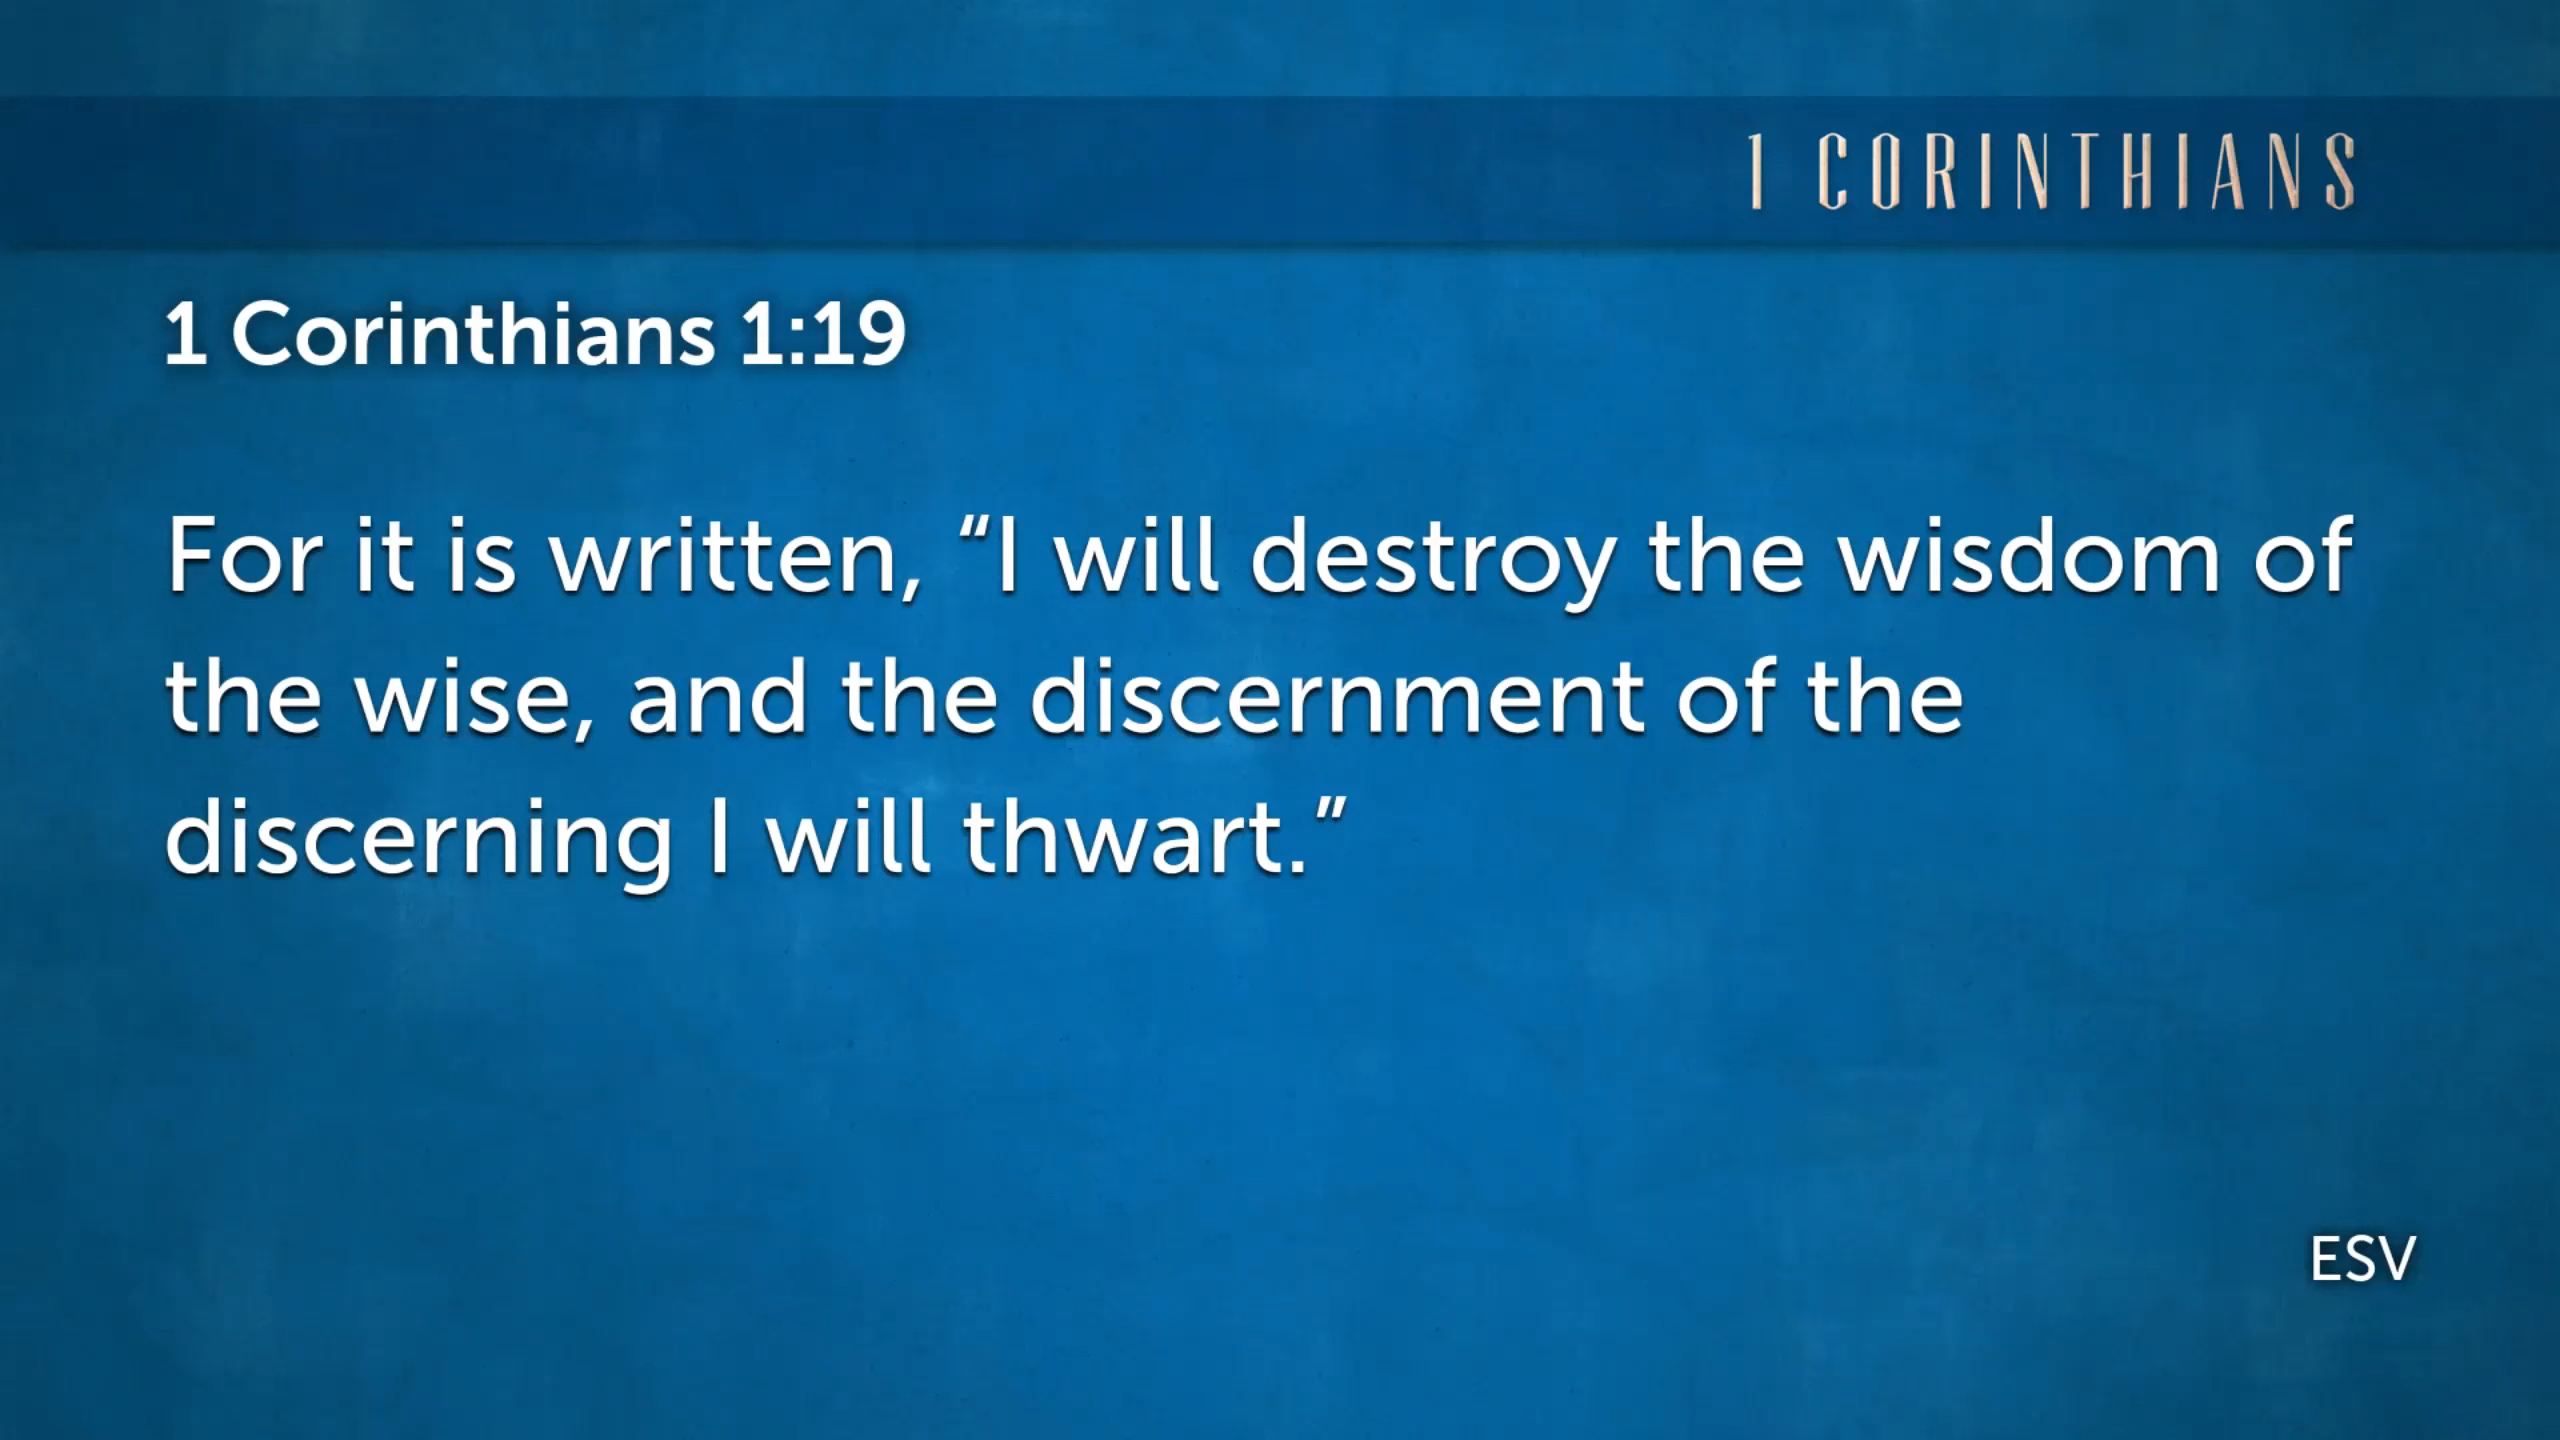 1 CORINTHIANS
1 Corinthians 1:19
For it is written, “I will destroy the wisdom of
the wise, and the discernment of the
discerning I will thwart.”
ESV